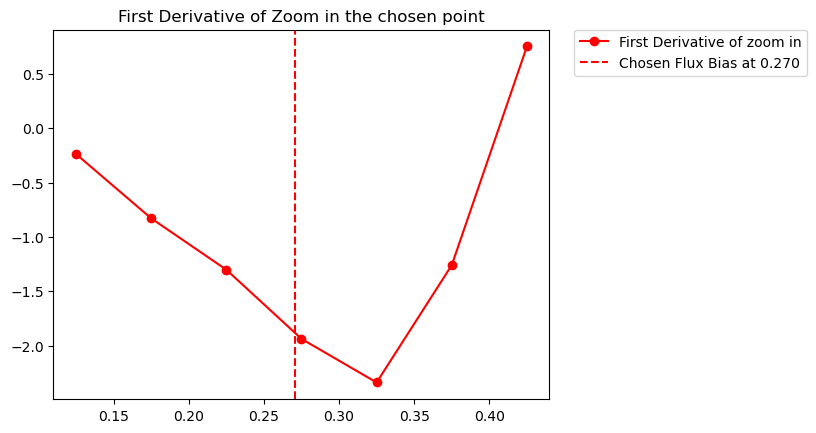 First Derivative of Zoom in the chosen point
First Derivative of zoom in
Chosen Flux Bias at 0.270
0.5
0.0
−0.5
−1.0
−1.5
−2.0
0.15 0.20 0.25 0.30 0.35 0.40